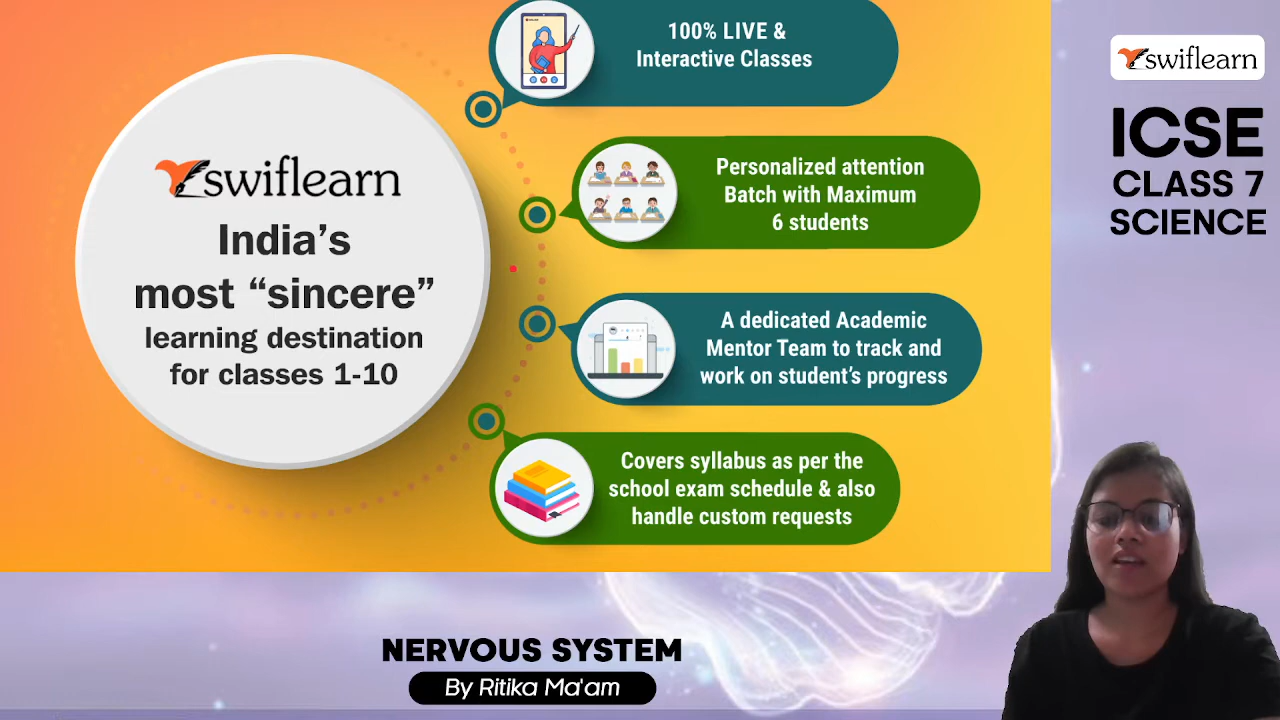 swiflearn
India's
most “sincere”
learning destination
for classes 1-10
100% LIVE &
Interactive Classes
Personalized attention
Batch with Maximum
6 students
A dedicated Academic
Mentor Team to track and
work on student's progress
Covers syllabus as per the
school exam schedule & also
handle custom requests
swiflearn
ICSE
CLASS 7
SCIENCE
NERVOUS SYSTEM
By Ritika Ma'am